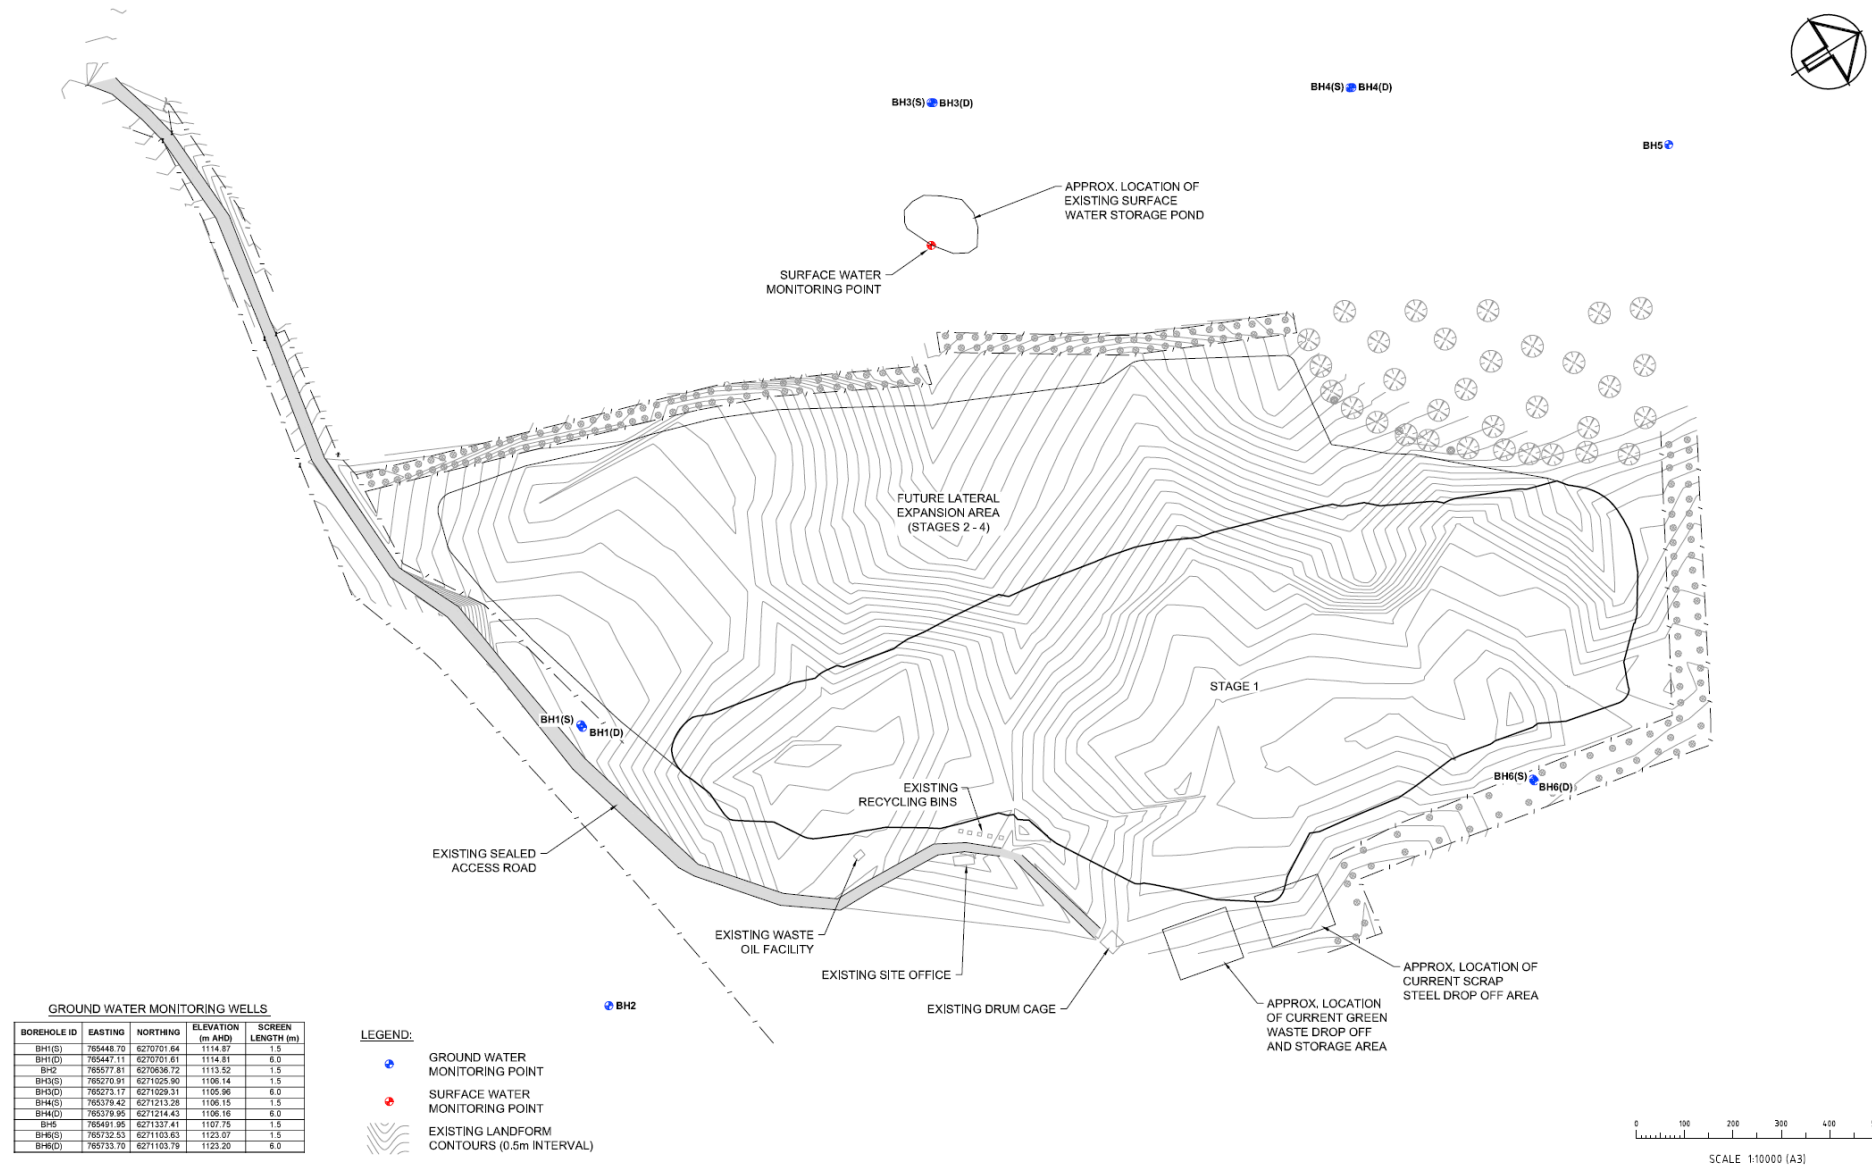 BH3(S) BH3(D)
BH4(S) BH4(D)
BH5
APPROX. LOCATION OF
EXISTING SURFACE
WATER STORAGE POND
SURFACE WATER
MONITORING POINT
FUTURE LATERAL
EXPANSION AREA
(STAGES 2 - 4)
STAGE 1
BH1(S)
BH1(D)
BH6(S)
BH6(D)
EXISTING
RECYCLING BINS
EXISTING SEALED
ACCESS ROAD
EXISTING WASTE
OIL FACILITY
EXISTING SITE OFFICE
EXISTING DRUM CAGE
APPROX. LOCATION OF
CURRENT SCRAP
STEEL DROP OFF AREA
APPROX. LOCATION
OF CURRENT GREEN
WASTE DROP OFF
AND STORAGE AREA
BH2
GROUND WATER MONITORING WELLS
BOREHOLE ID EASTING NORTHING ELEVATION (m AHD) SCREEN LENGTH (m)
BH1(S) 765448.70 6270701.64 1114.87 1.5
BH1(D) 765447.11 6270701.61 1114.81 6.0
BH2 765577.81 6270636.72 1113.52 1.5
BH3(S) 765270.91 6271025.90 1106.14 1.5
BH3(D) 765273.17 6271029.31 1105.96 6.0
BH4(S) 765379.42 6271213.28 1106.15 1.5
BH4(D) 765379.95 6271214.43 1106.16 6.0
BH5 765491.95 6271337.41 1107.75 1.5
BH6(S) 765732.53 6271103.63 1123.07 1.5
BH6(D) 765733.70 6271103.79 1123.20 6.0
LEGEND:
GROUND WATER
MONITORING POINT
SURFACE WATER
MONITORING POINT
EXISTING LANDFORM
CONTOURS (0.5m INTERVAL)
0 100 200 300 400
SCALE 1:10000 (A3)